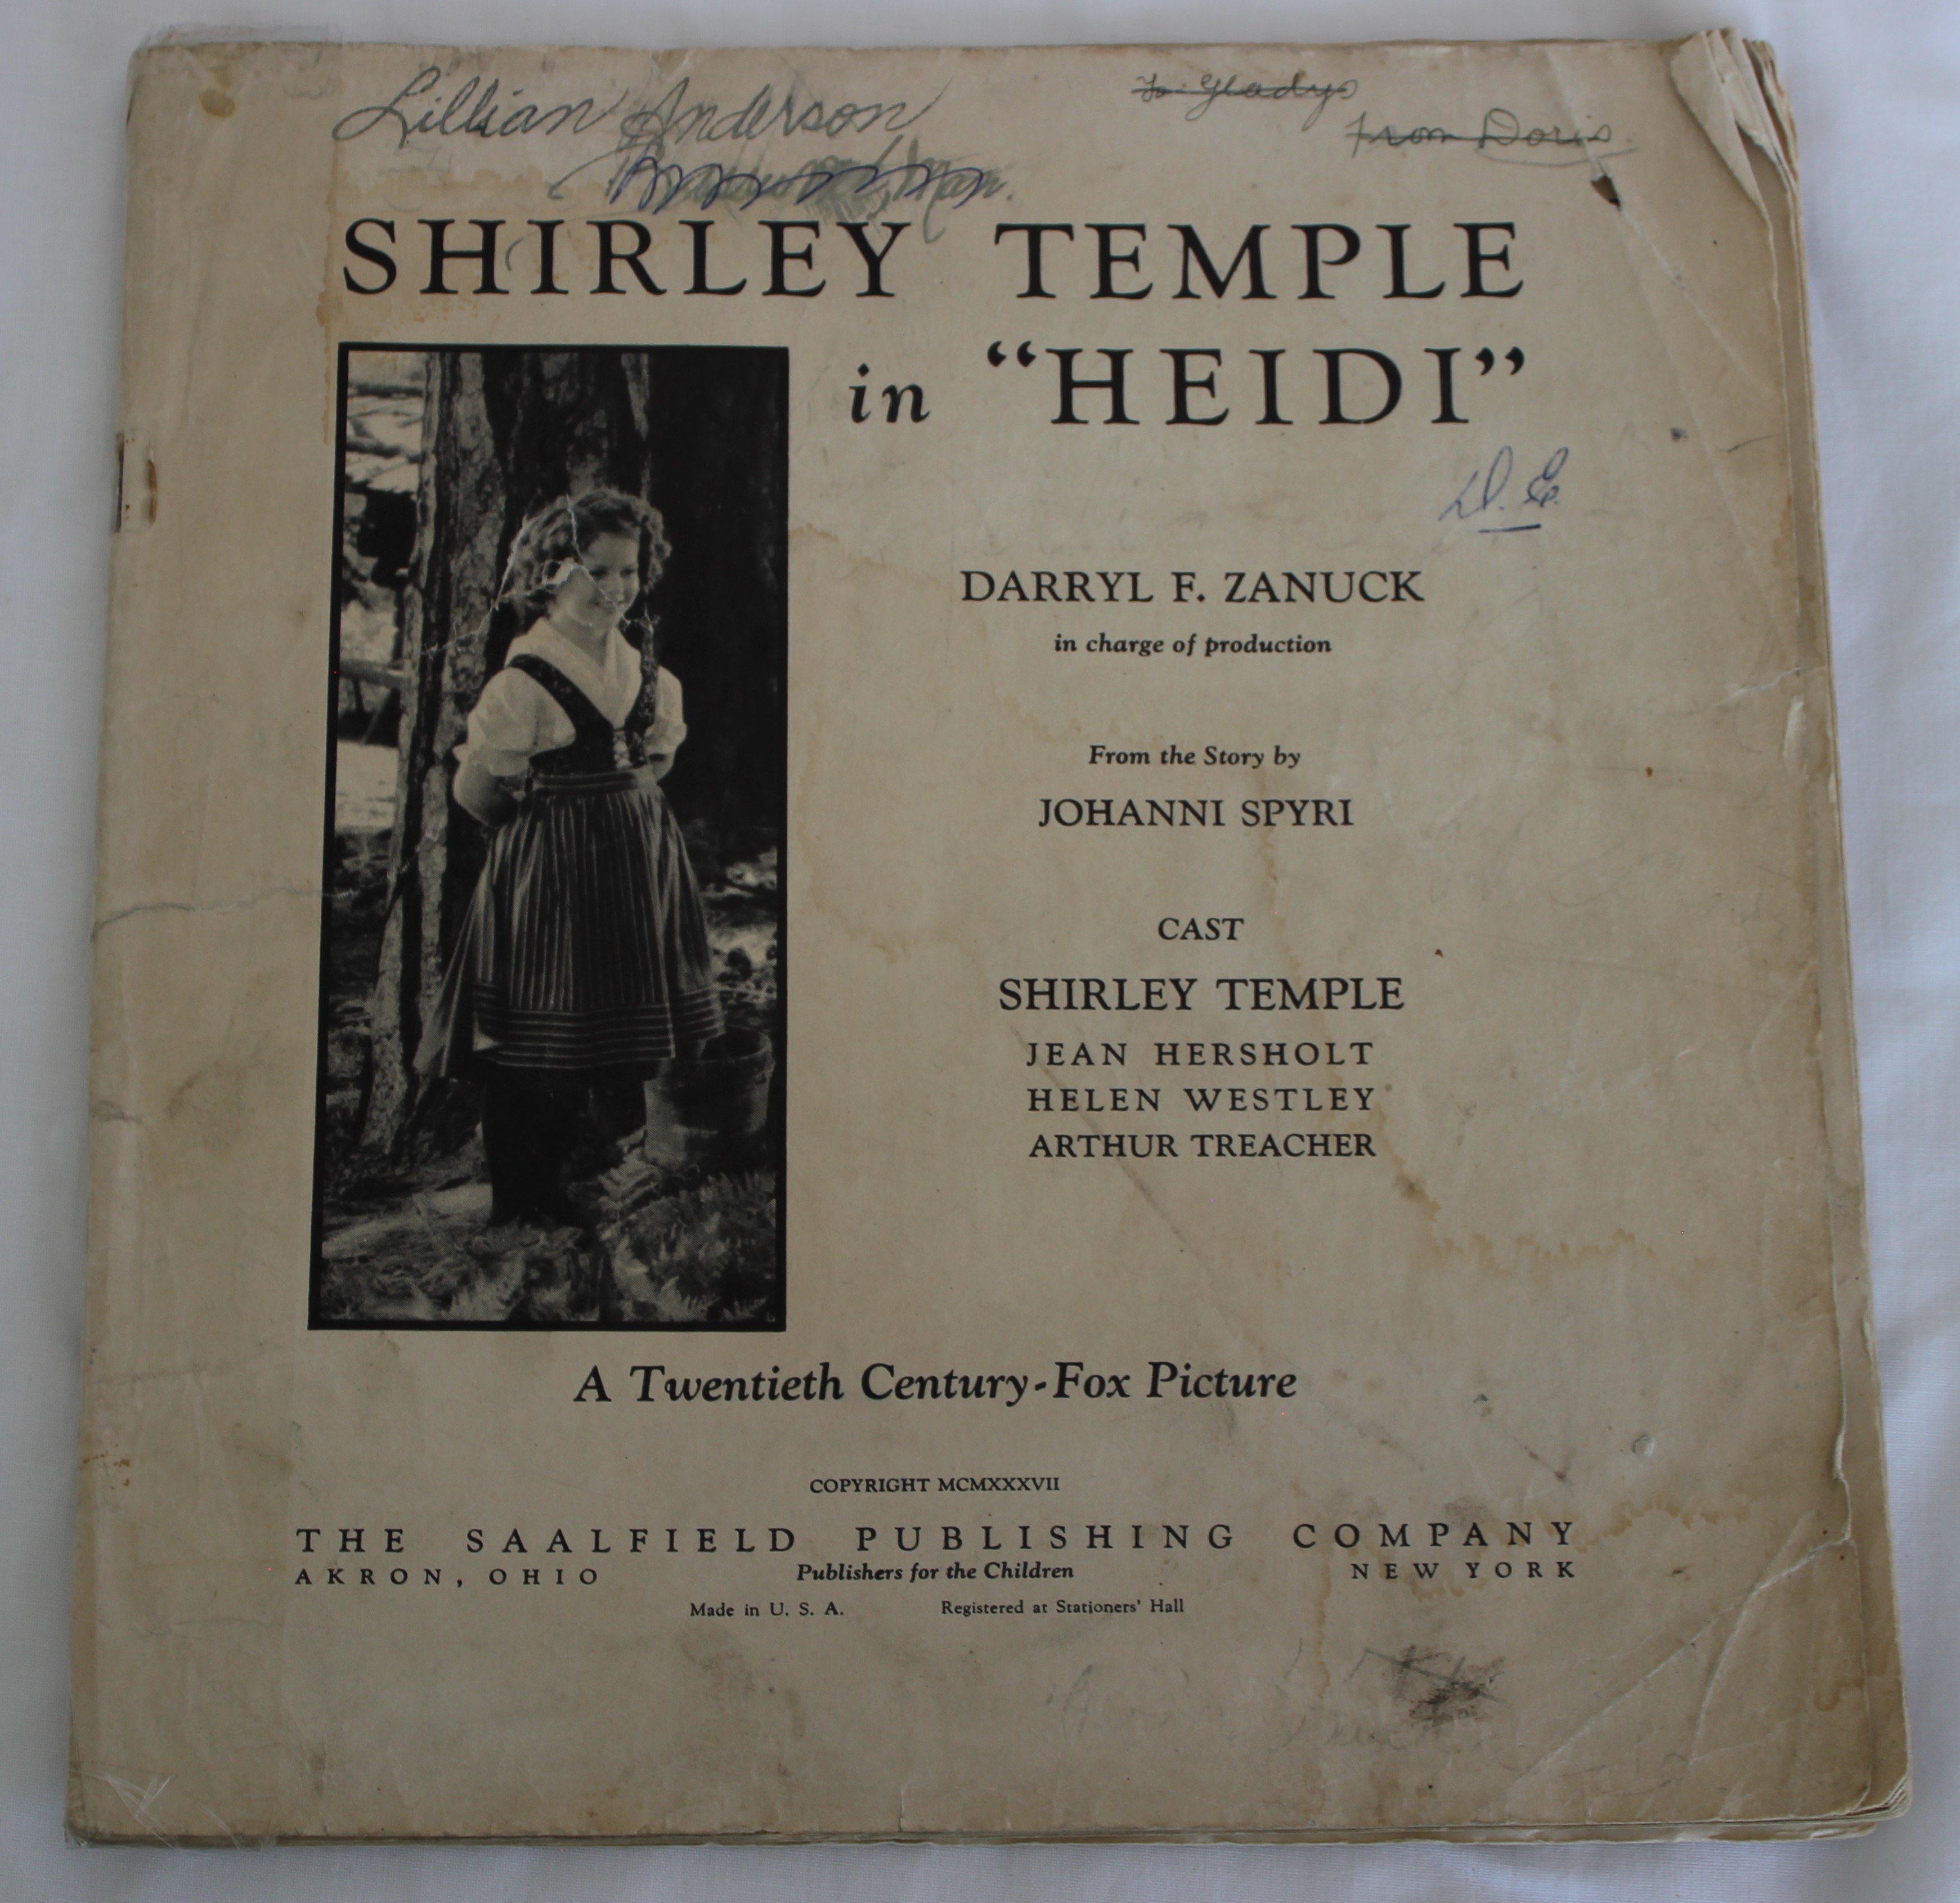 Lillian Anderson
To Gladys
from Doris.
SHIRLEY TEMPLE
in "HEIDI"
D. E.
DARRYL F. ZANUCK
in charge of production
From the Story by
JOHANNI SPYRI
CAST
SHIRLEY TEMPLE
JEAN HERSHOLT
HELEN WESTLEY
ARTHUR TREACHER
A Twentieth Century-Fox Picture
COPYRIGHT MCMXXXVII
THE SAALFIELD PUBLISHING COMPANY
AKRON, OHIO Publishers for the Children NEW YORK
Made in U. S. A. Registered at Stationers' Hall